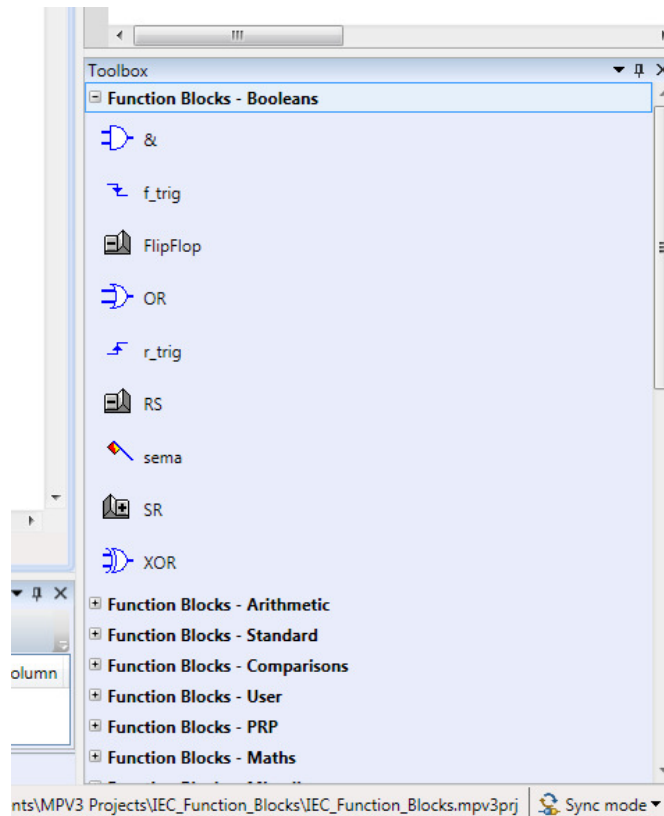 Toolbox
Function Blocks - Booleans
&
f_trig
FlipFlop
OR
r_trig
RS
sema
SR
XOR
Function Blocks - Arithmetic
Function Blocks - Standard
Function Blocks - Comparisons
olumn
Function Blocks - User
Function Blocks - PRP
Function Blocks - Maths
nts\MPV3 Projects\IEC_Function_Blocks\IEC_Function_Blocks.mpv3prj Sync mode